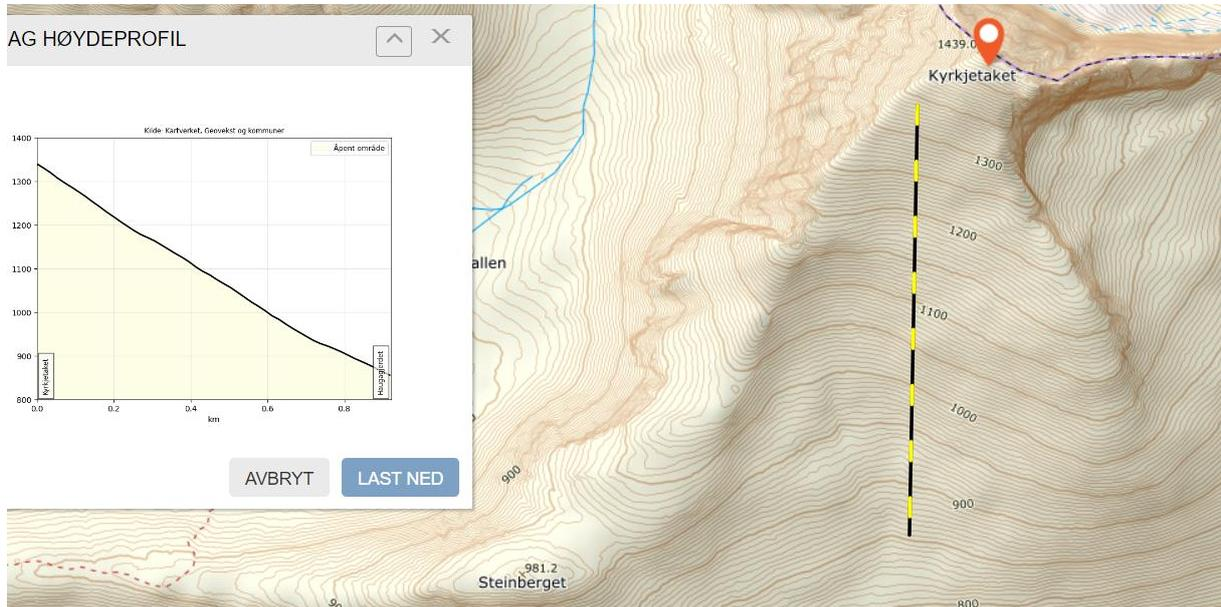 AG HØYDEPROFIL
Kilde: Kartverket, Geovekst og kommuner
Åpent område
1400
1300
1200
1100
1000
900
800
Kyrkjetaket
Haugagjerdet
0.0 0.2 0.4 0.6 0.8
km
AVBRYT LAST NED
1439.0
Kyrkjetaket
1300
1200
allen
1100
1000
900
900
981.2
Steinberget
800